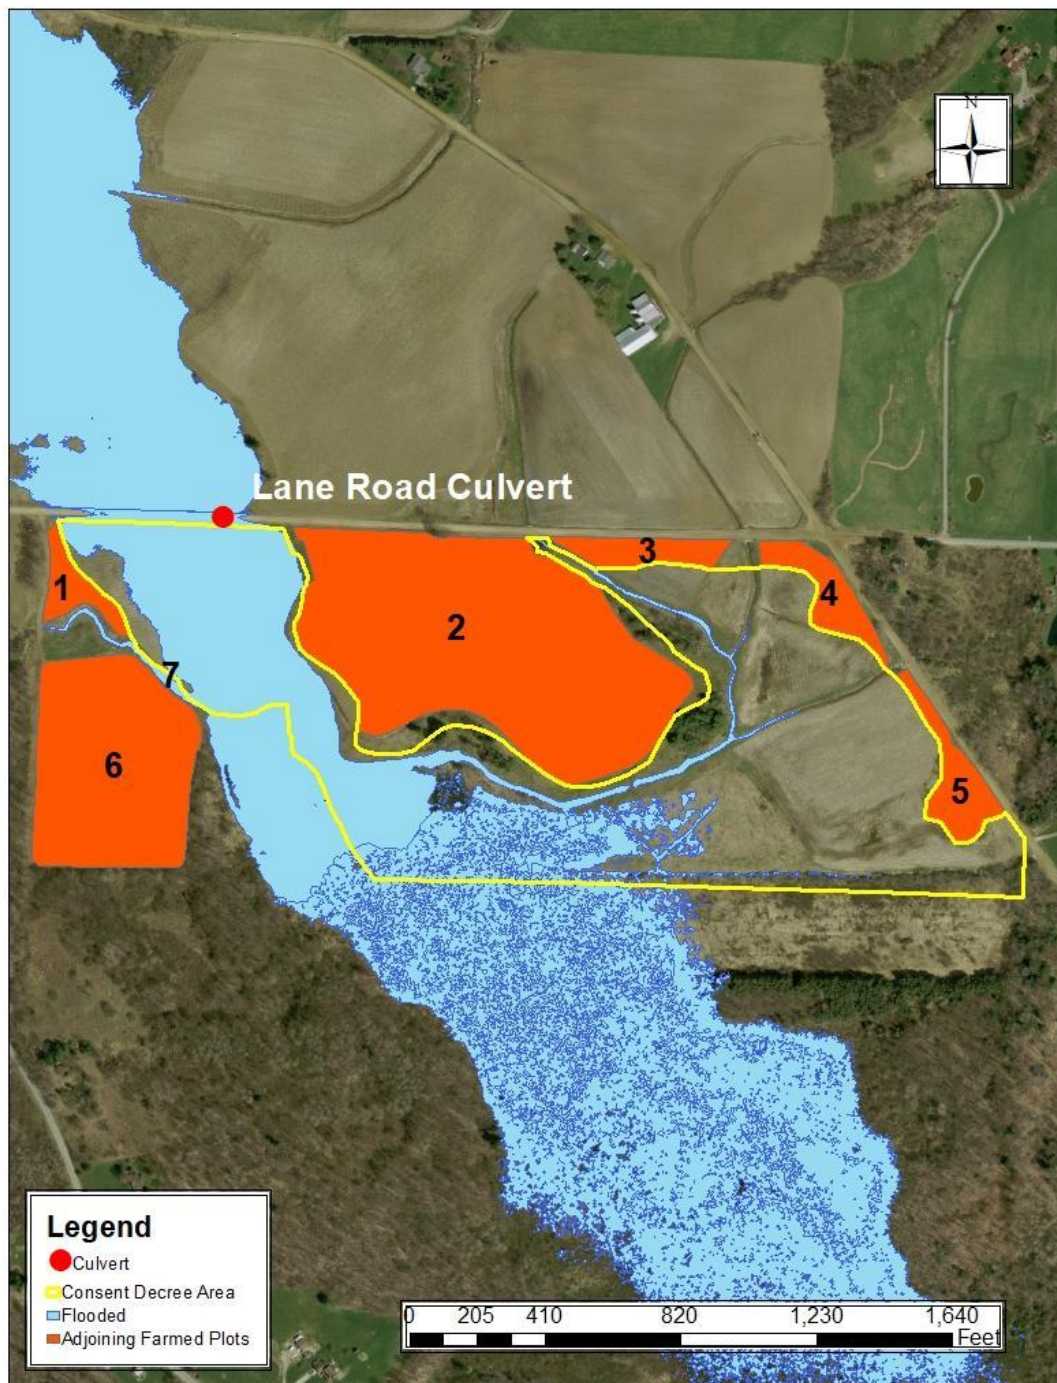 N
Lane Road Culvert
1
2
3
4
5
6
7
Legend
Culvert
Consent Decree Area
Flooded
Adjoining Farmed Plots
0 205 410 820 1,230 1,640
Feet